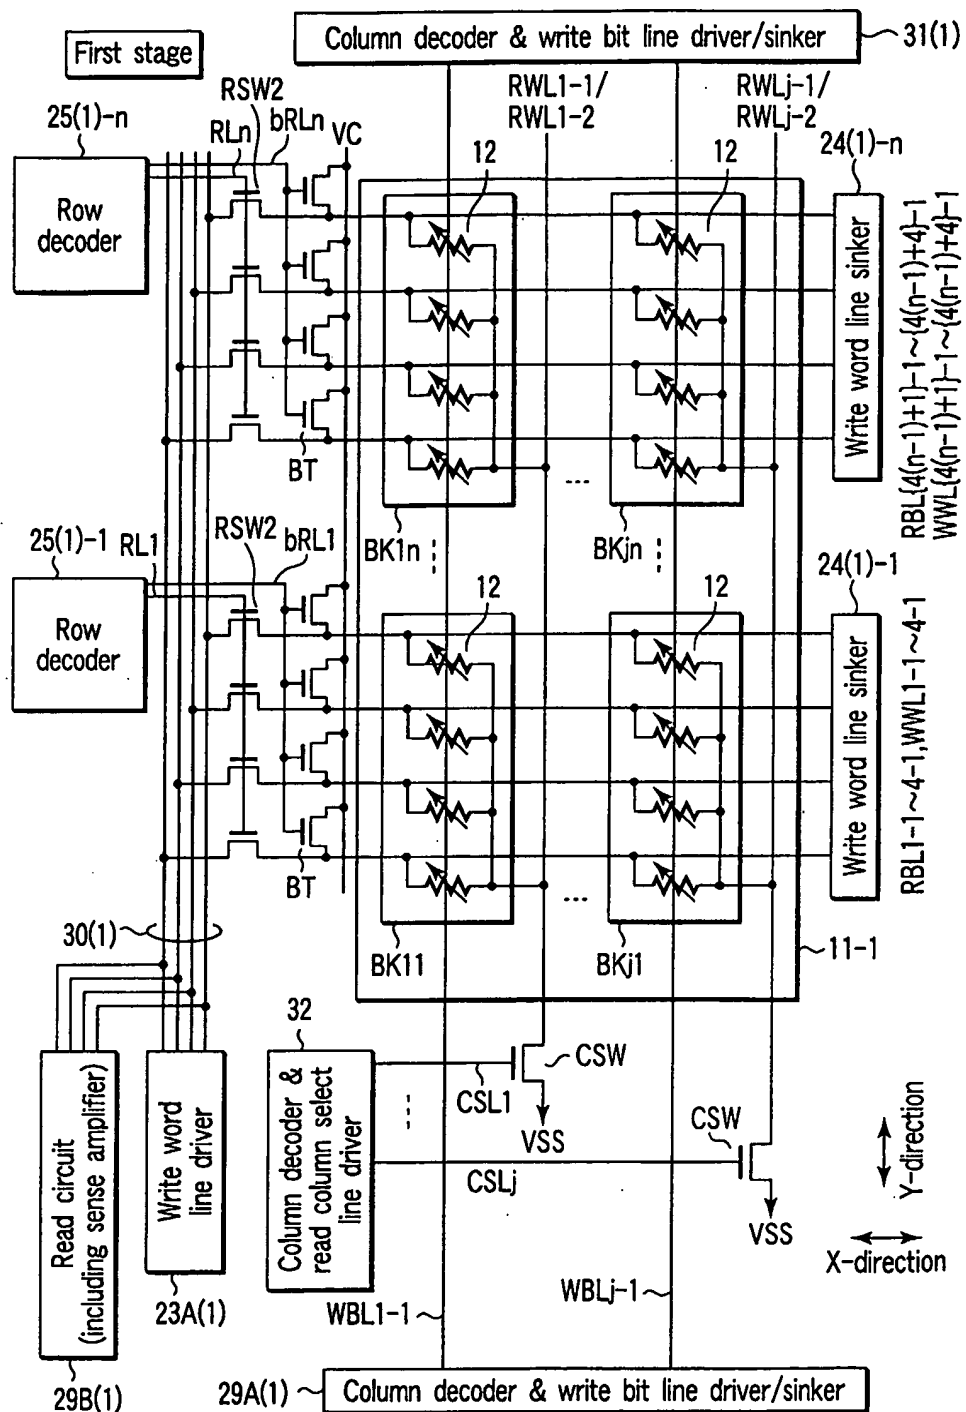 First stage
Column decoder & write bit line driver/sinker
31(1)
RSW2
25(1)-n
RLn
bRLn
VC
RWL1-1/
RWL1-2
RWLj-1/
RWLj-2
24(1)-n
Row
decoder
12
12
Write word line sinker
RBL{4(n-1)+1}-1~{4(n-1)+4}-1
WWL{4(n-1)+1}-1~{4(n-1)+4}-1
BT
...
...
BK1n
BKjn
25(1)-1
RL1
RSW2
bRL1
24(1)-1
Row
decoder
12
12
Write word line sinker
RBL1-1~4-1,WWL1-1~4-1
BT
...
30(1)
BK11
BKj1
11-1
32
Read circuit
(including sense amplifier)
Write word
line driver
Column decoder &
read column select
line driver
CSL1
CSW
VSS
CSLj
CSW
VSS
Y-direction
X-direction
23A(1)
WBL1-1
WBLj-1
29B(1)
29A(1)
Column decoder & write bit line driver/sinker